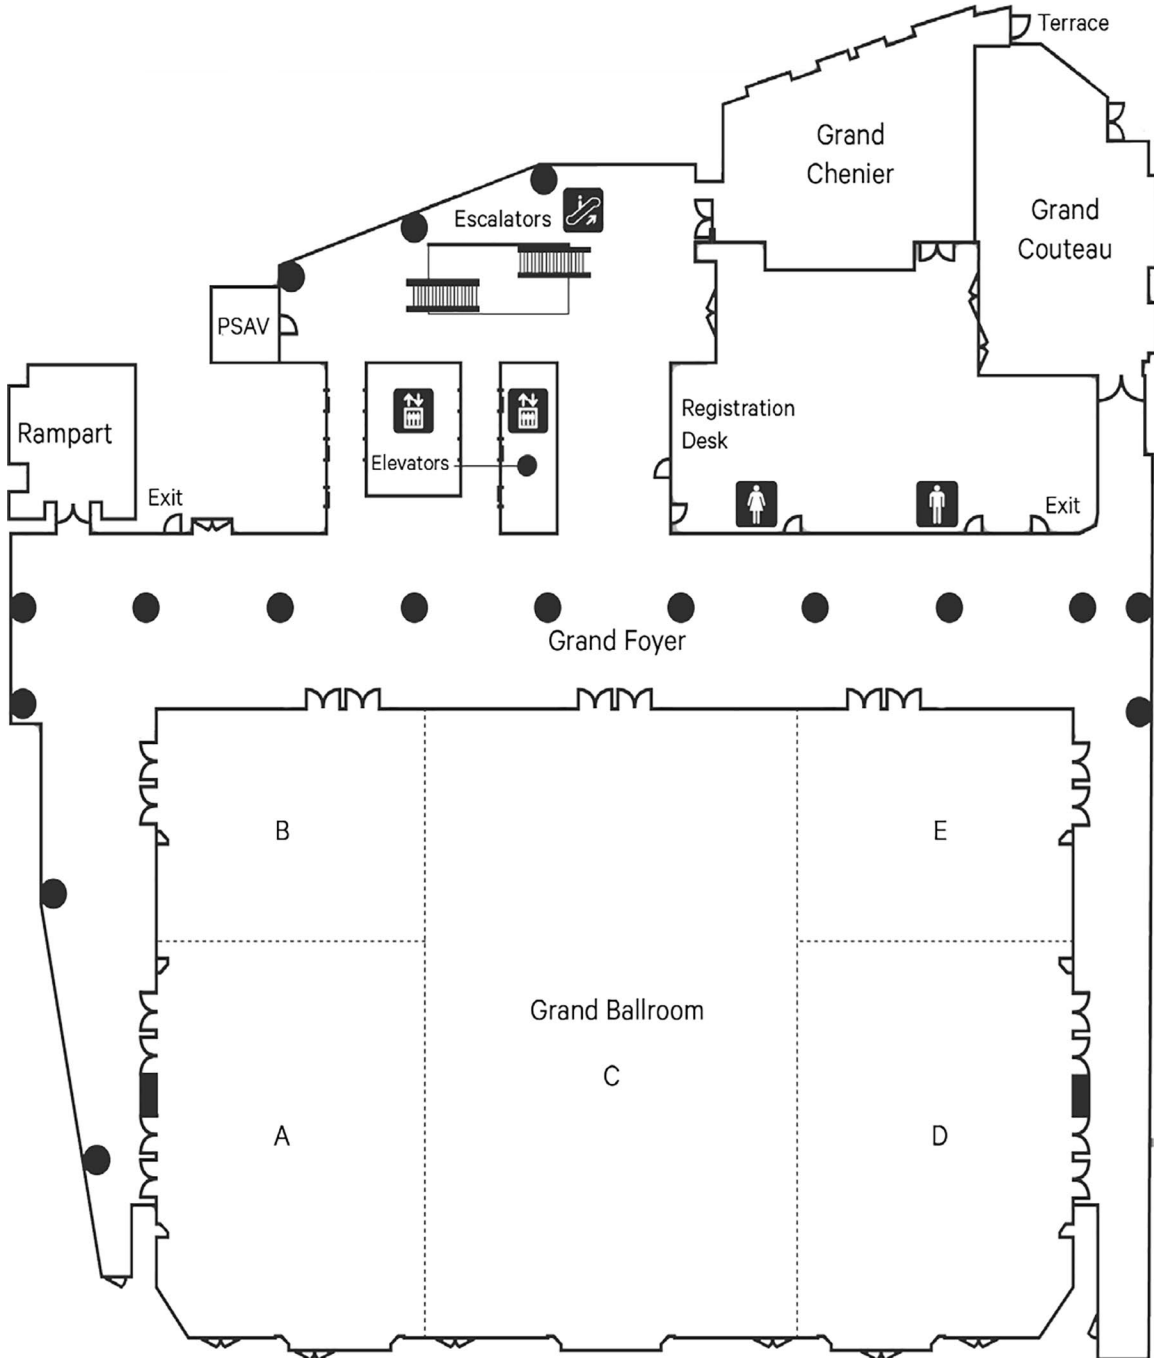 Terrace
Grand
Chenier
Grand
Couteau
Escalators
PSAV
Rampart
Registration
Desk
Elevators
Exit
Exit
Grand Foyer
B
E
Grand Ballroom
C
A
D